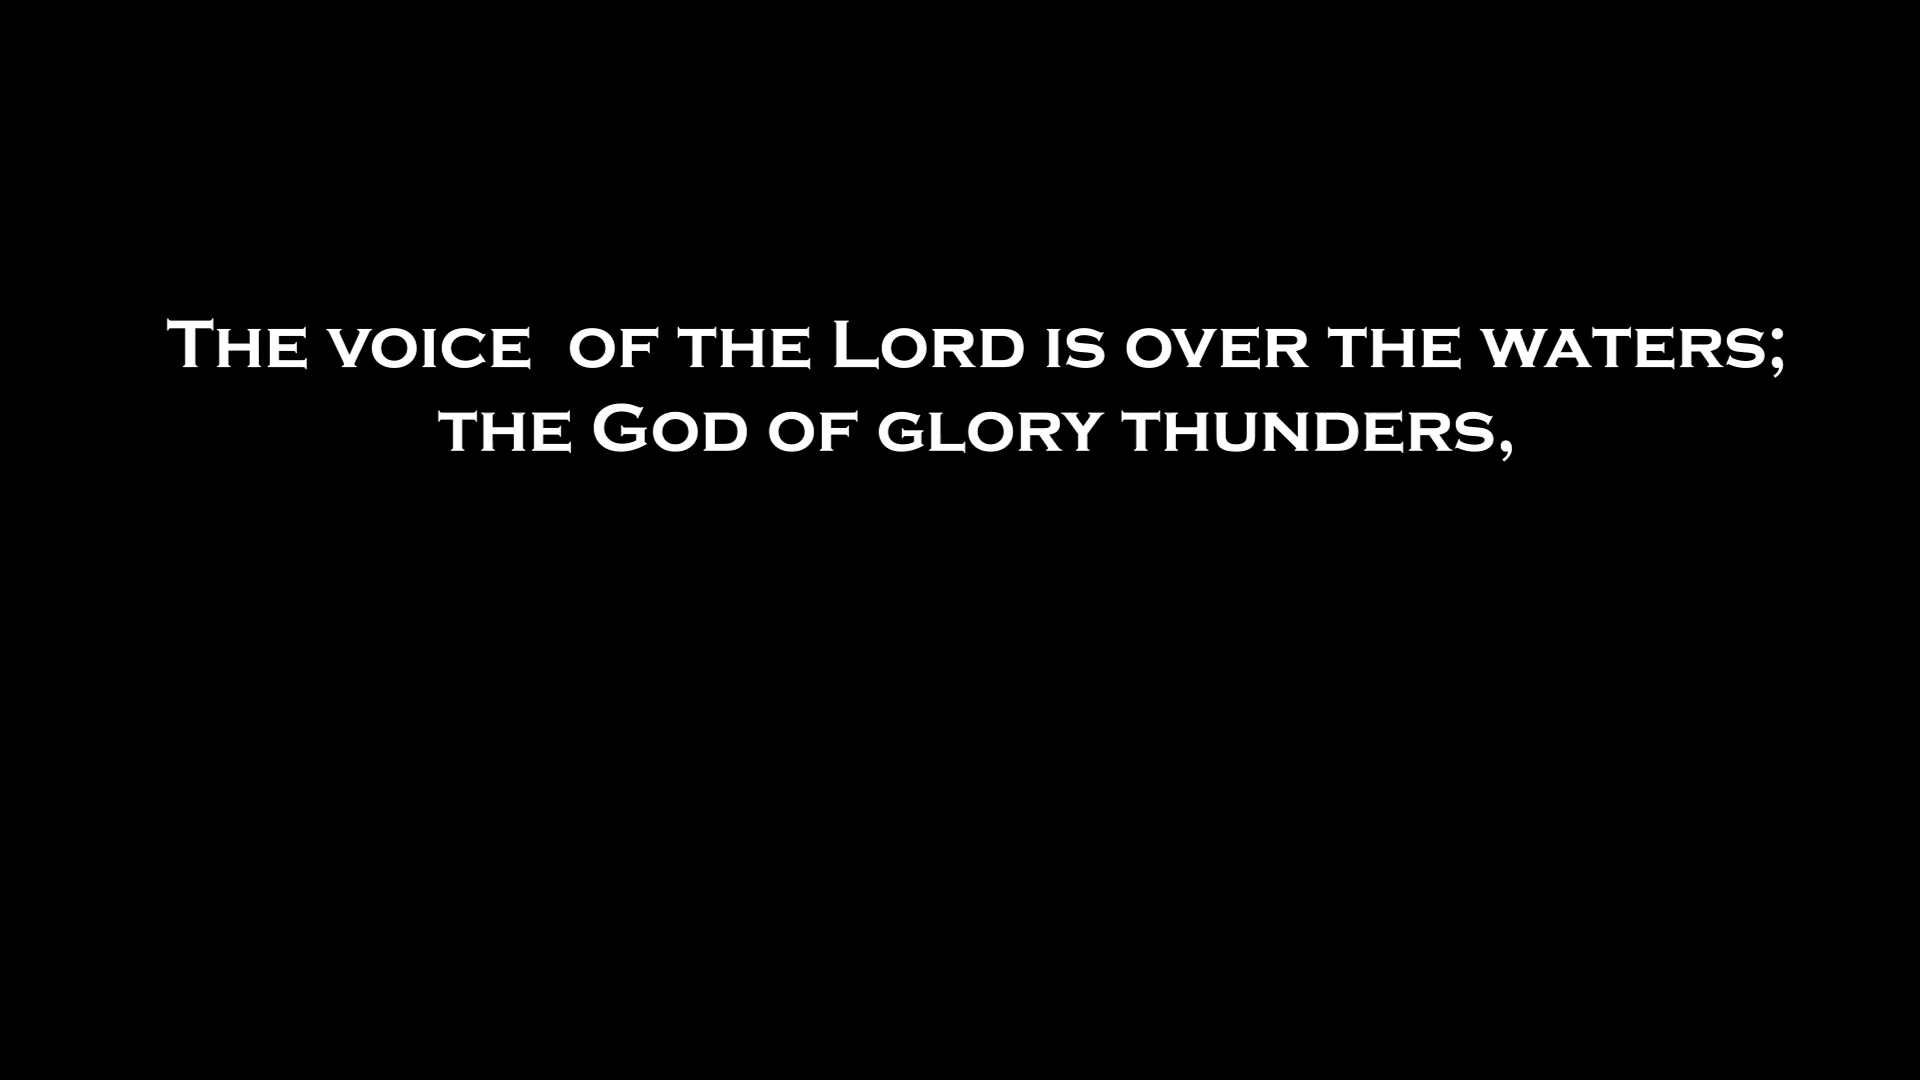 The voice  of the Lord is over the waters;
the God of glory thunders,